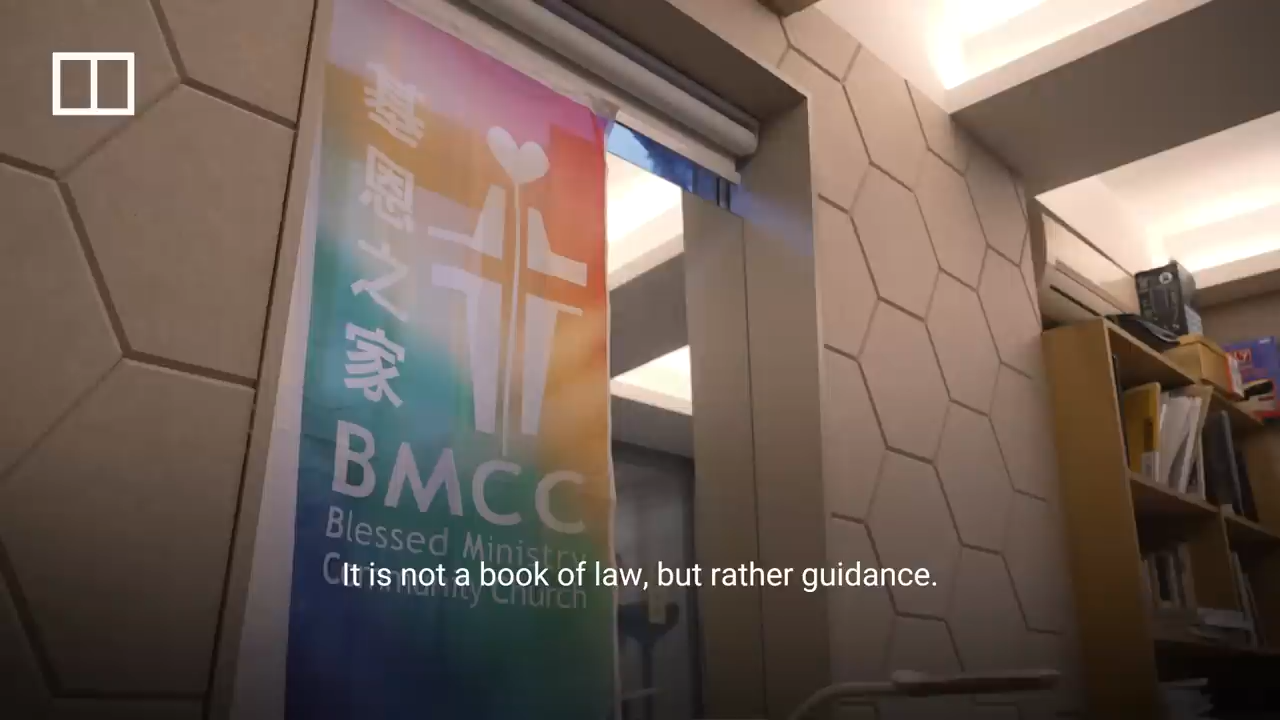 基恩之家
BMCC
Blessed Ministry
Community Church
It is not a book of law, but rather guidance.